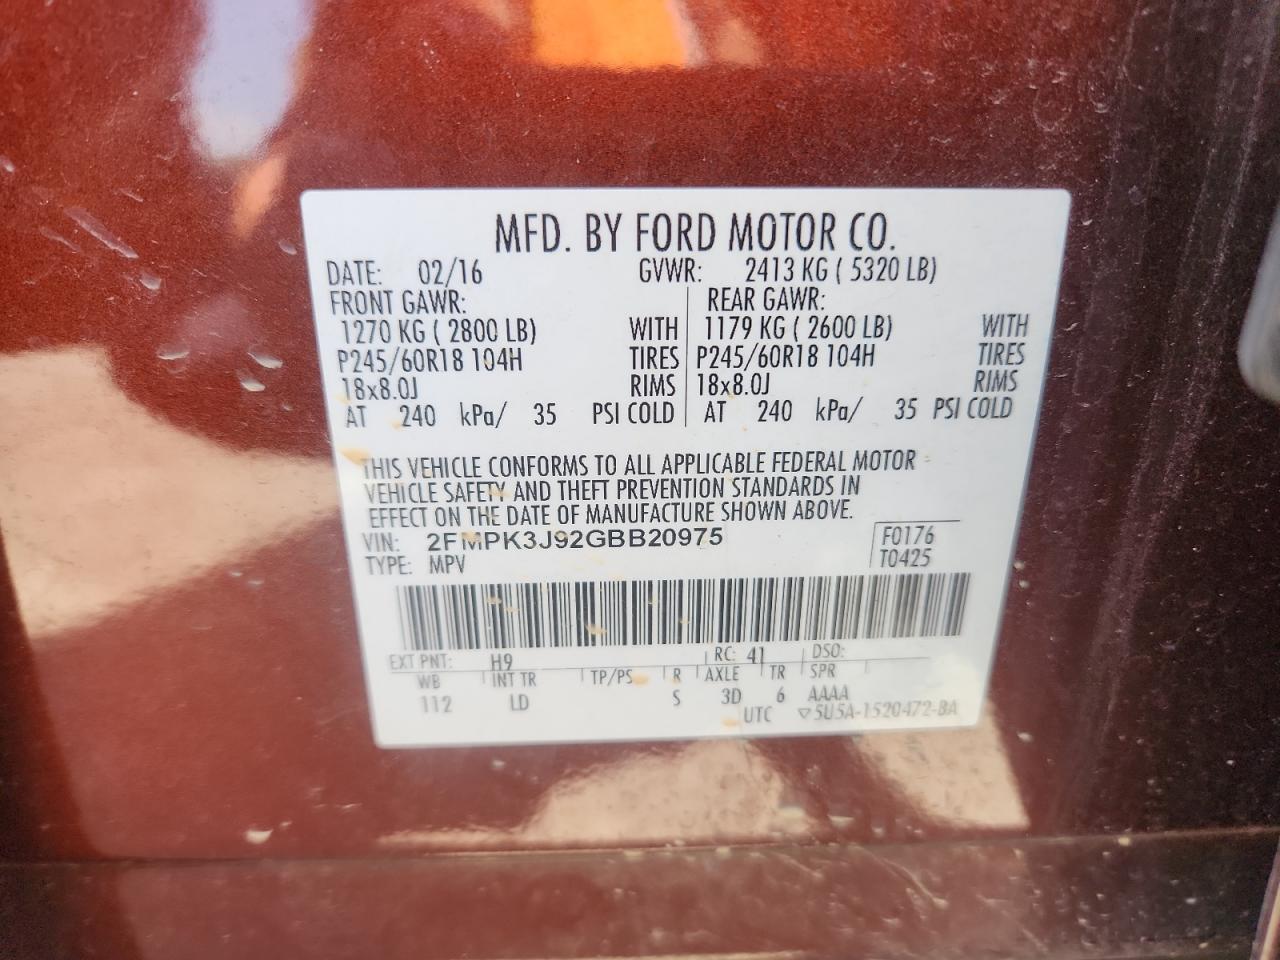 MFD. BY FORD MOTOR CO.
DATE: 02/16 GVWR: 2413 KG ( 5320 LB)
FRONT GAWR: REAR GAWR:
1270 KG ( 2800 LB) WITH 1179 KG ( 2600 LB) WITH
P245/60R18 104H TIRES P245/60R18 104H TIRES
18x8.0J RIMS 18x8.0J RIMS
AT 240 kPa/ 35 PSI COLD AT 240 kPa/ 35 PSI COLD
THIS VEHICLE CONFORMS TO ALL APPLICABLE FEDERAL MOTOR
VEHICLE SAFETY AND THEFT PREVENTION STANDARDS IN
EFFECT ON THE DATE OF MANUFACTURE SHOWN ABOVE.
VIN: 2FMPK3J92GBB20975 F0176
TYPE: MPV T0425
EXT PNT: H9 RC: 41 DSO:
WB INT TR TP/PS R AXLE TR SPR
112 LD S 3D 6 AAAA
UTC ▽5U5A-1520472-BA